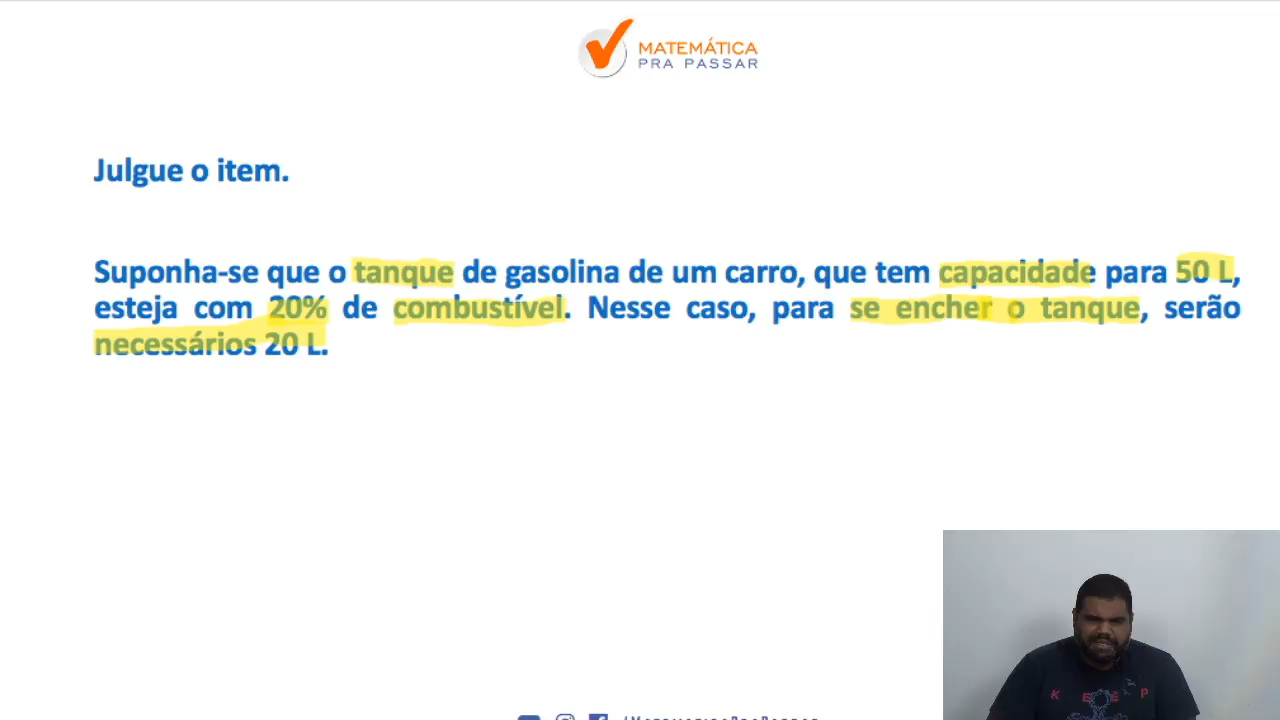 MATEMÁTICA
PRA PASSAR
Julgue o item.
Suponha-se que o tanque de gasolina de um carro, que tem capacidade para 50 L,
esteja com 20% de combustível. Nesse caso, para se encher o tanque, serão
necessários 20 L.
K E E P